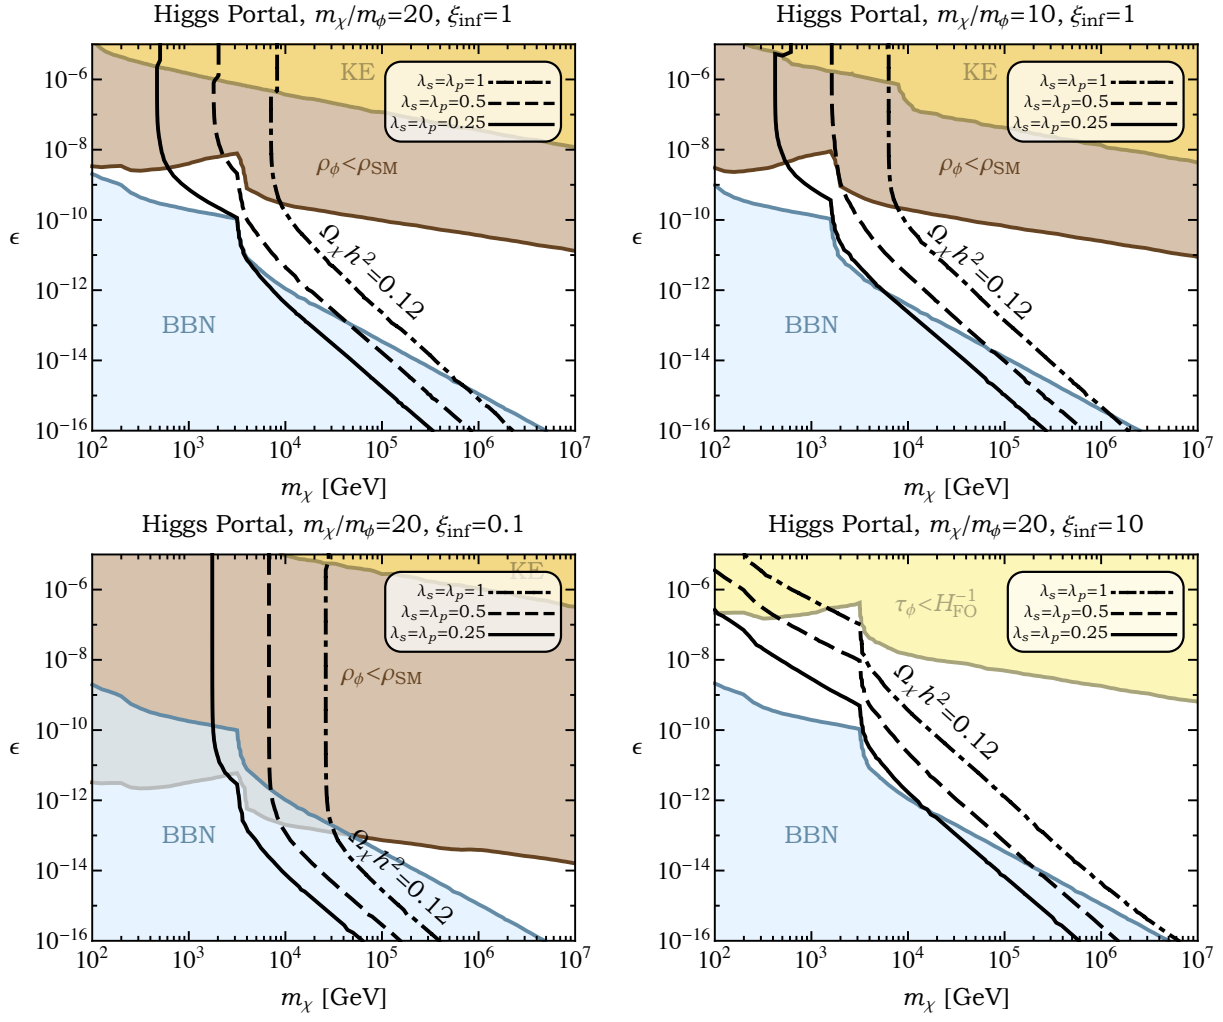 Higgs Portal, mχ/mϕ=20, ξinf=1
10⁻⁶
10⁻⁸
10⁻¹⁰
10⁻¹²
10⁻¹⁴
10⁻¹⁶
ϵ
KE
λs=λp=1
λs=λp=0.5
λs=λp=0.25
ρϕ<ρSM
Ωχh²=0.12
BBN
10² 10³ 10⁴ 10⁵ 10⁶ 10⁷
mχ [GeV]
Higgs Portal, mχ/mϕ=10, ξinf=1
10⁻⁶
10⁻⁸
10⁻¹⁰
10⁻¹²
10⁻¹⁴
10⁻¹⁶
ϵ
KE
λs=λp=1
λs=λp=0.5
λs=λp=0.25
ρϕ<ρSM
Ωχh²=0.12
BBN
10² 10³ 10⁴ 10⁵ 10⁶ 10⁷
mχ [GeV]
Higgs Portal, mχ/mϕ=20, ξinf=0.1
10⁻⁶
10⁻⁸
10⁻¹⁰
10⁻¹²
10⁻¹⁴
10⁻¹⁶
ϵ
KE
λs=λp=1
λs=λp=0.5
λs=λp=0.25
ρϕ<ρSM
Ωχh²=0.12
BBN
10² 10³ 10⁴ 10⁵ 10⁶ 10⁷
mχ [GeV]
Higgs Portal, mχ/mϕ=20, ξinf=10
10⁻⁶
10⁻⁸
10⁻¹⁰
10⁻¹²
10⁻¹⁴
10⁻¹⁶
ϵ
λs=λp=1
λs=λp=0.5
λs=λp=0.25
τϕ<H⁻¹FO
Ωχh²=0.12
BBN
10² 10³ 10⁴ 10⁵ 10⁶ 10⁷
mχ [GeV]